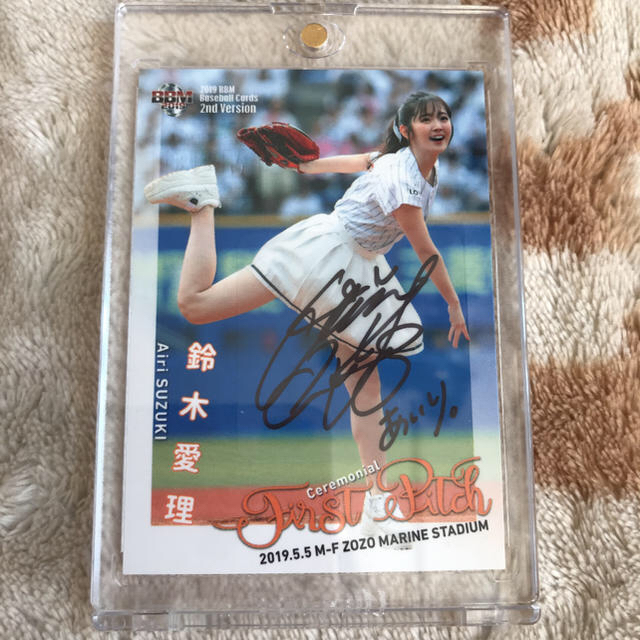 BBM
2019 BBM
Baseball Cards
2nd Version
鈴木愛理
Airi SUZUKI
あいり。
Ceremonial
First Pitch
2019.5.5 M-F ZOZO MARINE STADIUM